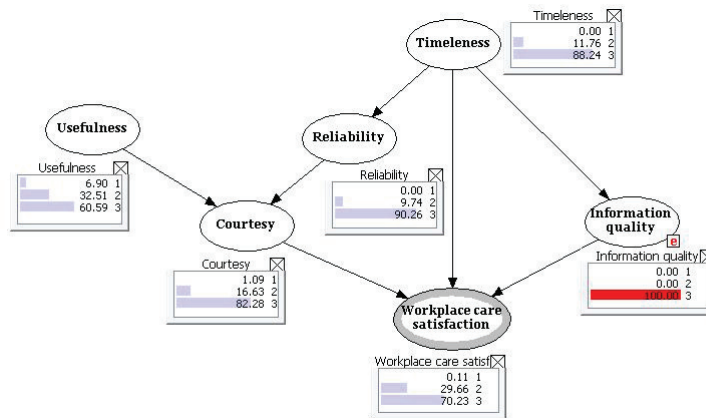 Timeleness
Timeleness
0.00 1
11.76 2
88.24 3
Usefulness
Usefulness
6.90 1
32.51 2
60.59 3
Reliability
Reliability
0.00 1
9.74 2
90.26 3
Courtesy
Courtesy
1.09 1
16.63 2
82.28 3
Information
quality
e
Information quality
0.00 1
0.00 2
100.00 3
Workplace care
satisfaction
Workplace care satisf
0.11 1
29.66 2
70.23 3